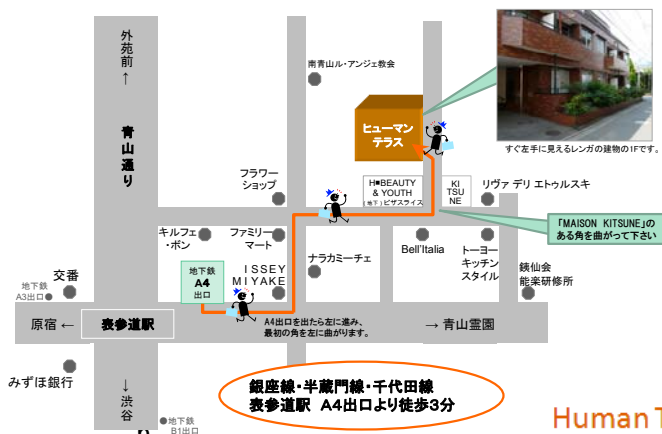 外苑前
↑
青山通り
南青山ル・アンジェ教会
ヒューマン
テラス
すぐ左手に見えるレンガの建物の1Fです。
フラワー
ショップ
H■BEAUTY
& YOUTH
(地下)ピザスライス
KI
TSU
NE
リヴァ デリ エトゥルスキ
「MAISON KITSUNE」の
ある角を曲がって下さい
キルフェ
・ボン
ファミリー
マート
ISSEY
MIYAKE
ナラカミーチェ
Bell'Italia
トーヨー
キッチン
スタイル
銕仙会
能楽研修所
地下鉄
A4
出口
交番
地下鉄
A3出口
A4出口を出たら左に進み、
最初の角を左に曲がります。
原宿 ←
表参道駅
→ 青山霊園
みずほ銀行
↓
渋谷
地下鉄
B1出口
銀座線・半蔵門線・千代田線
表参道駅 A4出口より徒歩3分
Human T